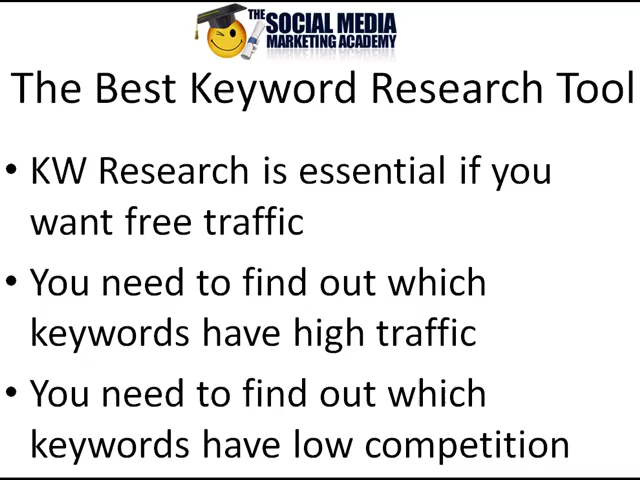 THE SOCIAL MEDIA
MARKETING ACADEMY
The Best Keyword Research Tool
• KW Research is essential if you
want free traffic
• You need to find out which
keywords have high traffic
• You need to find out which
keywords have low competition